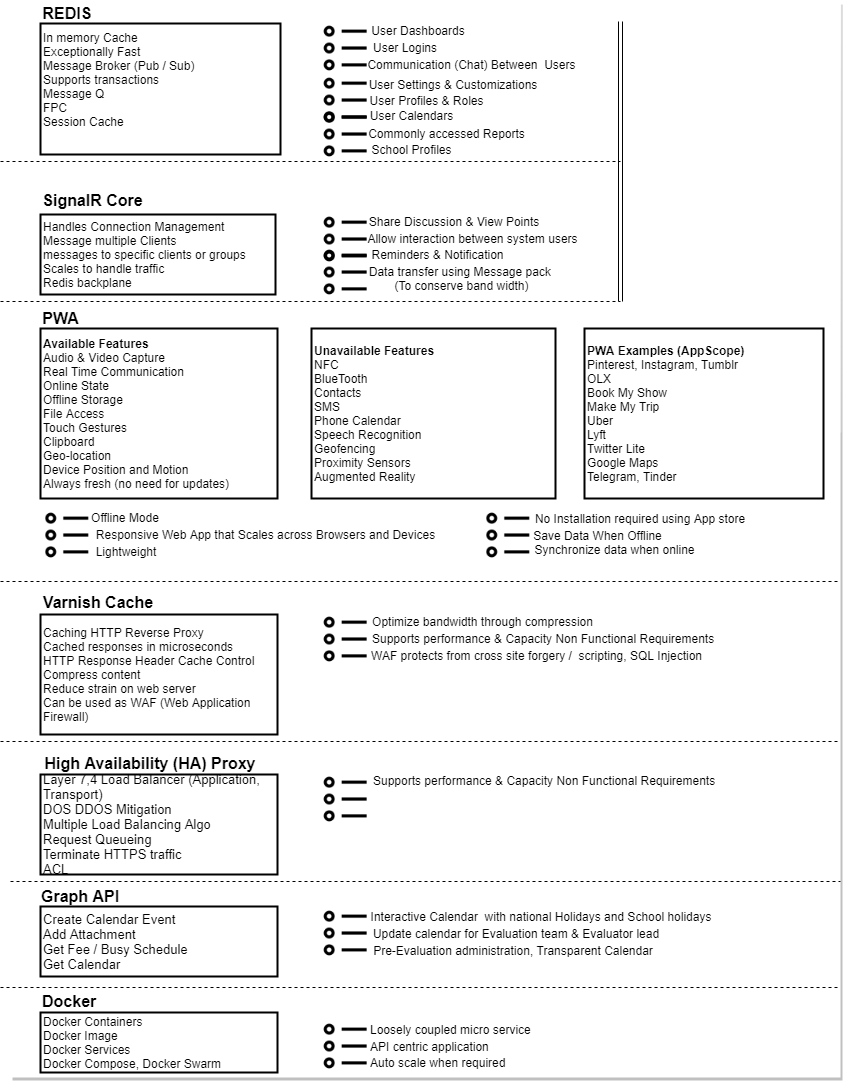 REDIS
In memory Cache
Exceptionally Fast
Message Broker (Pub / Sub)
Supports transactions
Message Q
FPC
Session Cache
User Dashboards
User Logins
Communication (Chat) Between Users
User Settings & Customizations
User Profiles & Roles
User Calendars
Commonly accessed Reports
School Profiles
SignalR Core
Handles Connection Management
Message multiple Clients
messages to specific clients or groups
Scales to handle traffic
Redis backplane
Share Discussion & View Points
Allow interaction between system users
Reminders & Notification
Data transfer using Message pack
(To conserve band width)
PWA
Available Features
Audio & Video Capture
Real Time Communication
Online State
Offline Storage
File Access
Touch Gestures
Clipboard
Geo-location
Device Position and Motion
Always fresh (no need for updates)
Unavailable Features
NFC
BlueTooth
Contacts
SMS
Phone Calendar
Speech Recognition
Geofencing
Proximity Sensors
Augmented Reality
PWA Examples (AppScope)
Pinterest, Instagram, Tumblr
OLX
Book My Show
Make My Trip
Uber
Lyft
Twitter Lite
Google Maps
Telegram, Tinder
Offline Mode
Responsive Web App that Scales across Browsers and Devices
Lightweight
No Installation required using App store
Save Data When Offline
Synchronize data when online
Varnish Cache
Caching HTTP Reverse Proxy
Cached responses in microseconds
HTTP Response Header Cache Control
Compress content
Reduce strain on web server
Can be used as WAF (Web Application
Firewall)
Optimize bandwidth through compression
Supports performance & Capacity Non Functional Requirements
WAF protects from cross site forgery / scripting, SQL Injection
High Availability (HA) Proxy
Layer 7,4 Load Balancer (Application,
Transport)
DOS DDOS Mitigation
Multiple Load Balancing Algo
Request Queueing
Terminate HTTPS traffic
ACL
Supports performance & Capacity Non Functional Requirements
Graph API
Create Calendar Event
Add Attachment
Get Fee / Busy Schedule
Get Calendar
Interactive Calendar with national Holidays and School holidays
Update calendar for Evaluation team & Evaluator lead
Pre-Evaluation administration, Transparent Calendar
Docker
Docker Containers
Docker Image
Docker Services
Docker Compose, Docker Swarm
Loosely coupled micro service
API centric application
Auto scale when required